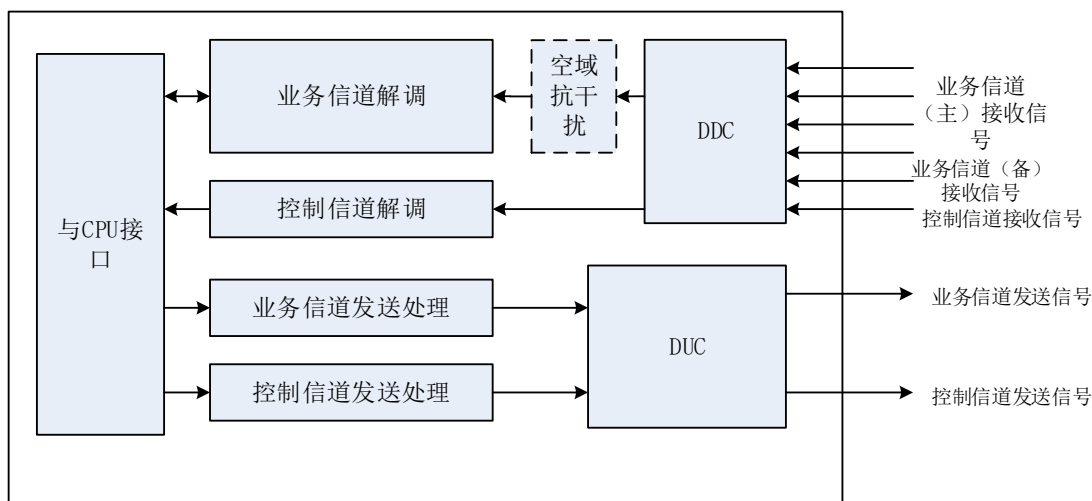 业务信道解调
空域
抗干
扰
DDC
业务信道
（主）接收信
号
业务信道（备）
接收信号
控制信道接收信号
控制信道解调
与CPU接
口
业务信道发送处理
DUC
业务信道发送信号
控制信道发送处理
控制信道发送信号